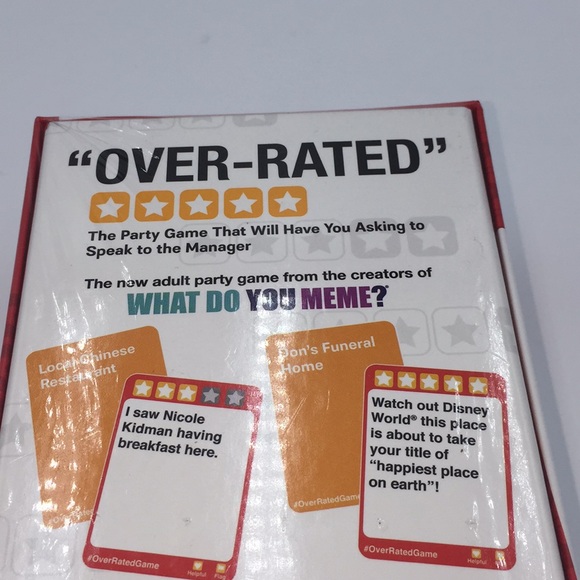 “OVER-RATED”
The Party Game That Will Have You Asking to
Speak to the Manager
The new adult party game from the creators of
WHAT DO YOU MEME?®
Local Chinese
Restaurant
I saw Nicole
Kidman having
breakfast here.
#OverRatedGame
Helpful
Flag
Don's Funeral
Home
#OverRatedGame
Watch out Disney
World® this place
is about to take
your title of
“happiest place
on earth”!
#OverRatedGame
Helpful